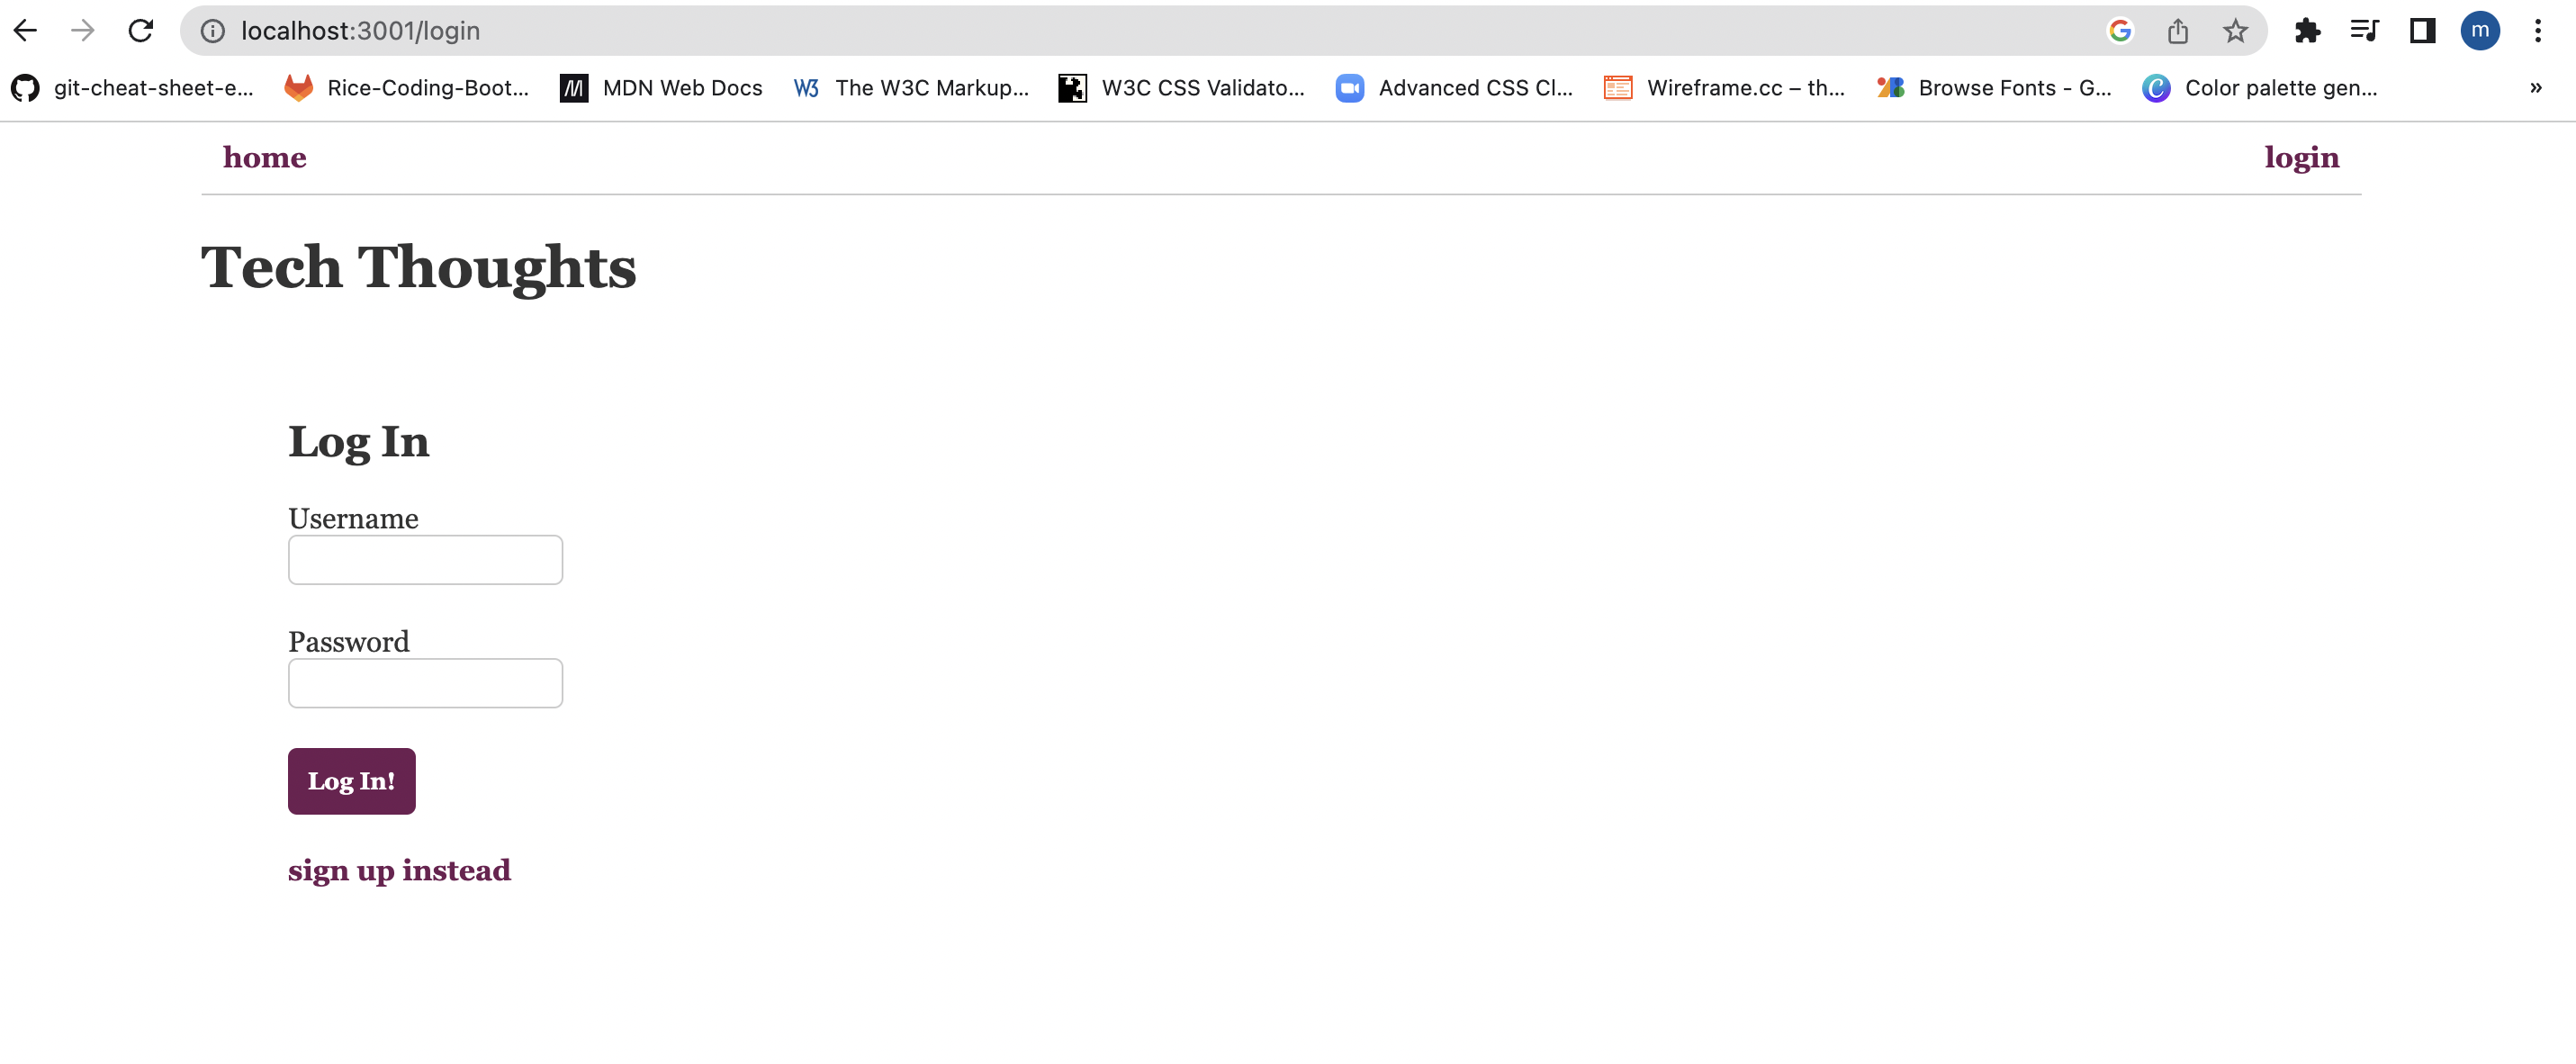 localhost:3001/login
m
git-cheat-sheet-e... Rice-Coding-Boot... MDN Web Docs W3 The W3C Markup... W3C CSS Validato... Advanced CSS Cl... Wireframe.cc – th... Browse Fonts - G... Color palette gen... »
home login
Tech Thoughts
Log In
Username
Password
Log In!
sign up instead